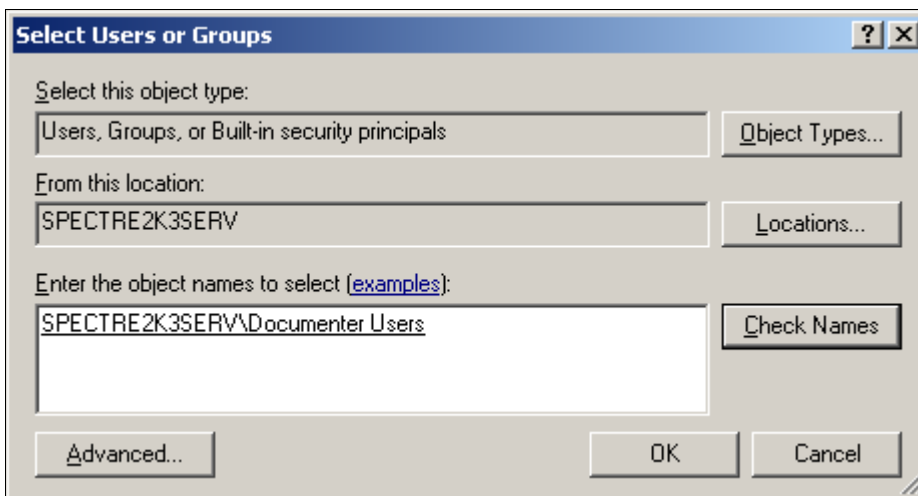 Select Users or Groups
Select this object type:
Users, Groups, or Built-in security principals
Object Types...
From this location:
SPECTRE2K3SERV
Locations...
Enter the object names to select (examples):
SPECTRE2K3SERV\Documenter Users
Check Names
Advanced...
OK
Cancel